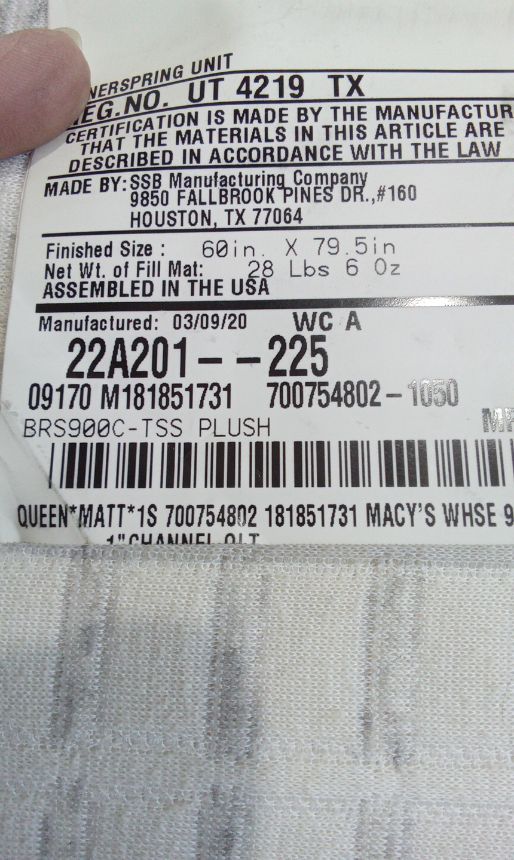 UNIT
REG.NO. UT 4219 TX
CERTIFICATION IS MADE BY THE
THAT THE MATERIALS IN THIS ARTICLE ARE
DESCRIBED IN ACCORDANCE WITH THE LAW
MADE BY: SSB Manufacturing Company
9850 FALLBROOK PINES DR.,#160
HOUSTON, TX 77064
Finished Size : 60in. X 79.5in
Net Wt. of Fill Mat: 28 Lbs 6 Oz
ASSEMBLED IN THE USA
Manufactured: 03/09/20 WC A
22A201--225
09170 M181851731 700754802-1050
BRS900C-TSS PLUSH
QUEEN*MATT*1S 700754802 181851731 MACY'S WHSE 9
1"CHANNEL QLT